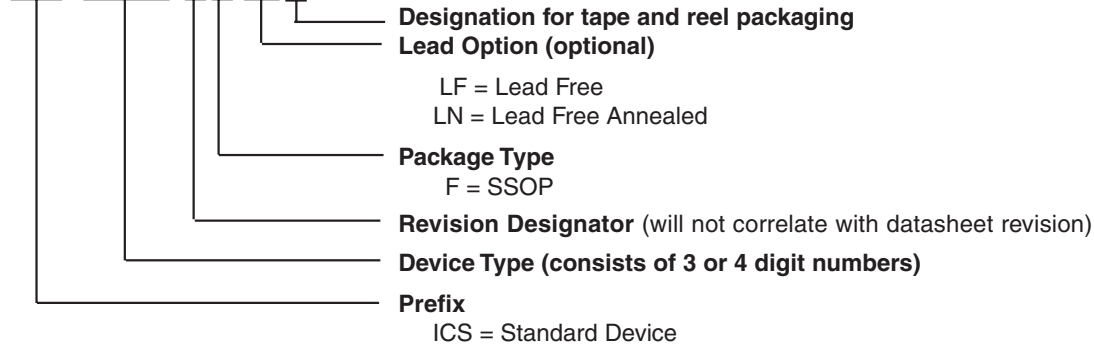 Designation for tape and reel packaging
Lead Option (optional)
LF = Lead Free
LN = Lead Free Annealed
Package Type
F = SSOP
Revision Designator (will not correlate with datasheet revision)
Device Type (consists of 3 or 4 digit numbers)
Prefix
ICS = Standard Device